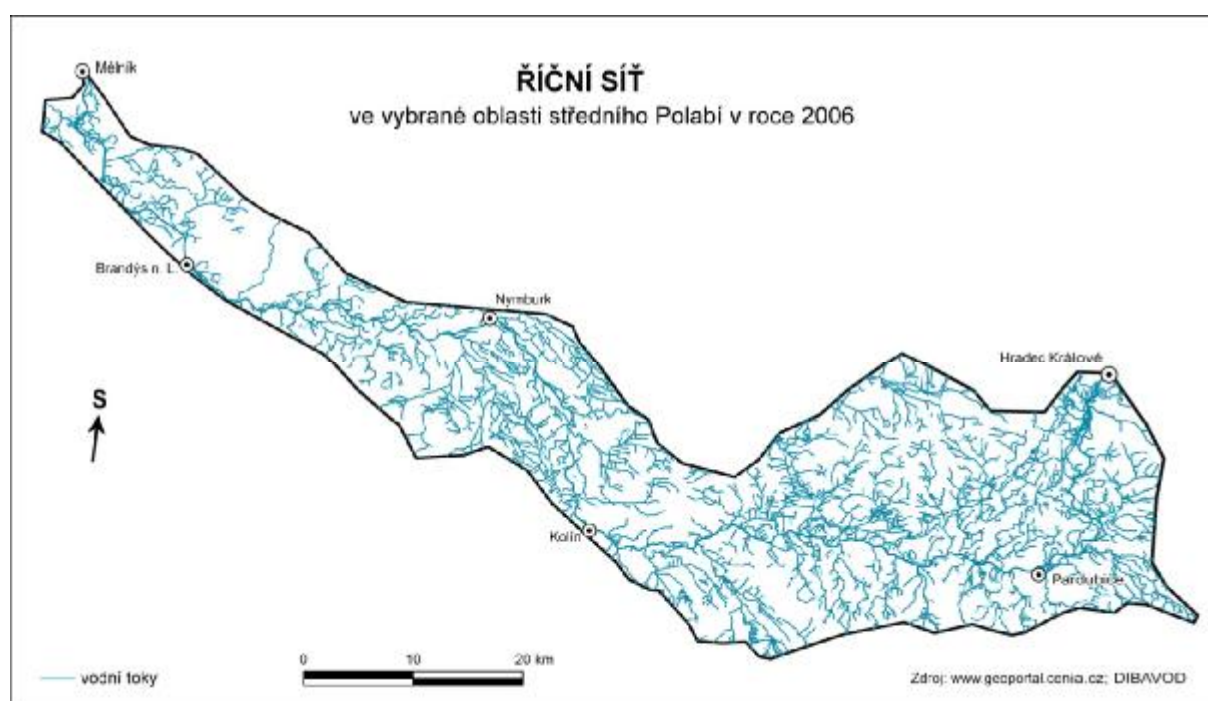 ŘÍČNÍ SÍŤ
ve vybrané oblasti středního Polabí v roce 2006
Mělník
Brandýs n. L.
Nymburk
Hradec Králové
S
Kolín
Pardubice
0 10 20 km
vodní toky
Zdroj: www.geoportal.cenia.cz; DIBAVOD